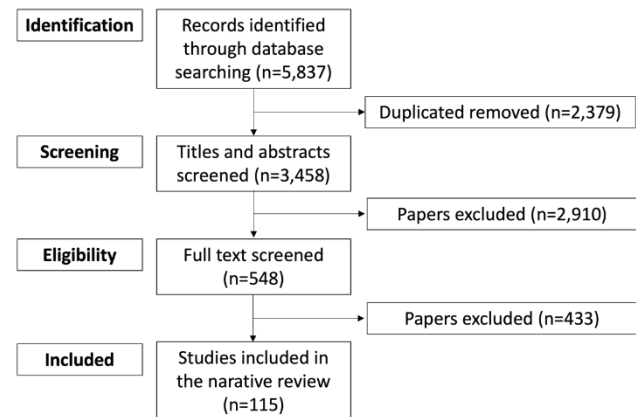 Identification
Records identified
through database
searching (n=5,837)
Duplicated removed (n=2,379)
Screening
Titles and abstracts
screened (n=3,458)
Papers excluded (n=2,910)
Eligibility
Full text screened
(n=548)
Papers excluded (n=433)
Included
Studies included in
the narative review
(n=115)